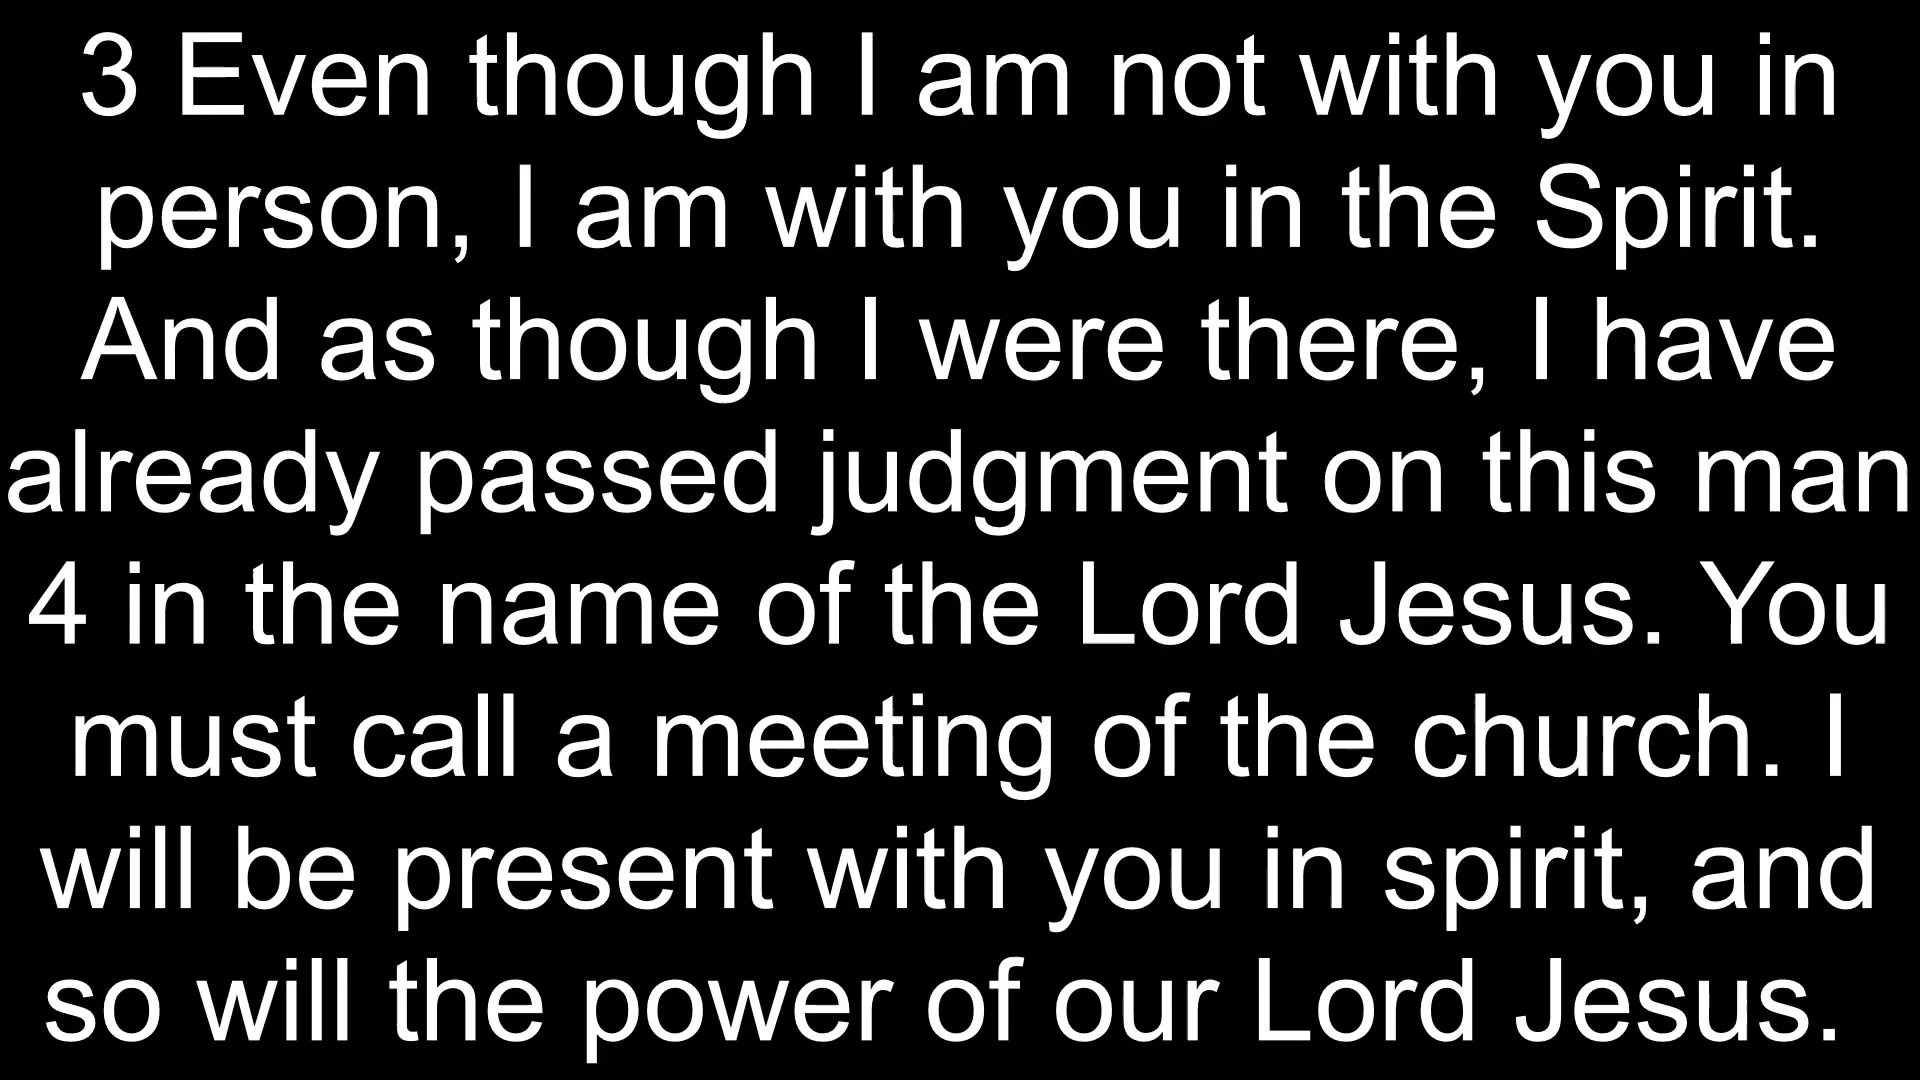 3 Even though I am not with you in
person, I am with you in the Spirit.
And as though I were there, I have
already passed judgment on this man
4 in the name of the Lord Jesus. You
must call a meeting of the church. I
will be present with you in spirit, and
so will the power of our Lord Jesus.